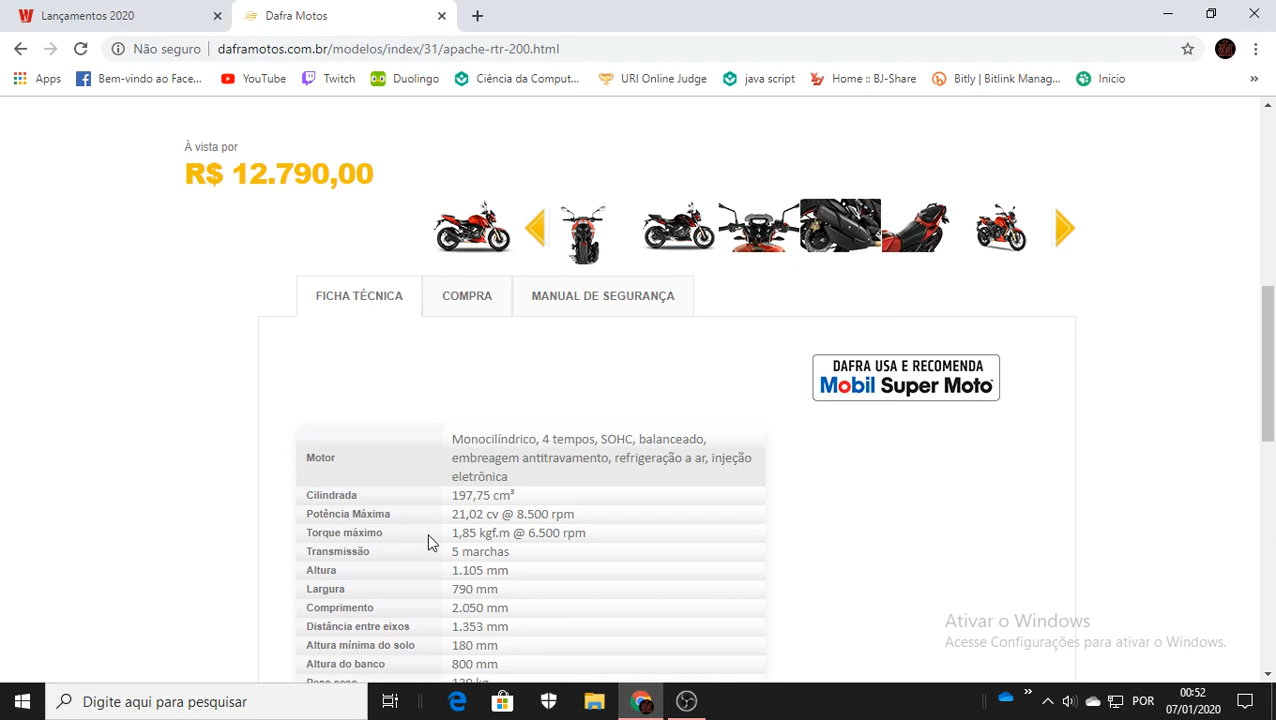 Lançamentos 2020
Dafra Motos
Não seguro
daframotos.com.br/modelos/index/31/apache-rtr-200.html
Apps
Bem-vindo ao Face...
YouTube
Twitch
Duolingo
Ciência da Comput...
URI Online Judge
java script
Home :: BJ-Share
Bitly | Bitlink Manag...
Inicio
À vista por
R$ 12.790,00
FICHA TÉCNICA
COMPRA
MANUAL DE SEGURANÇA
DAFRA USA E RECOMENDA
Mobil Super Moto
Motor
Monocilíndrico, 4 tempos, SOHC, balanceado,
embreagem antitravamento, refrigeração a ar, injeção
eletrônica
Cilindrada 197,75 cm³
Potência Máxima 21,02 cv @ 8.500 rpm
Torque máximo 1,85 kgf.m @ 6.500 rpm
Transmissão 5 marchas
Altura 1.105 mm
Largura 790 mm
Comprimento 2.050 mm
Distância entre eixos 1.353 mm
Altura mínima do solo 180 mm
Altura do banco 800 mm
Ativar o Windows
Acesse Configurações para ativar o Windows.
Digite aqui para pesquisar
POR
00:52
07/01/2020